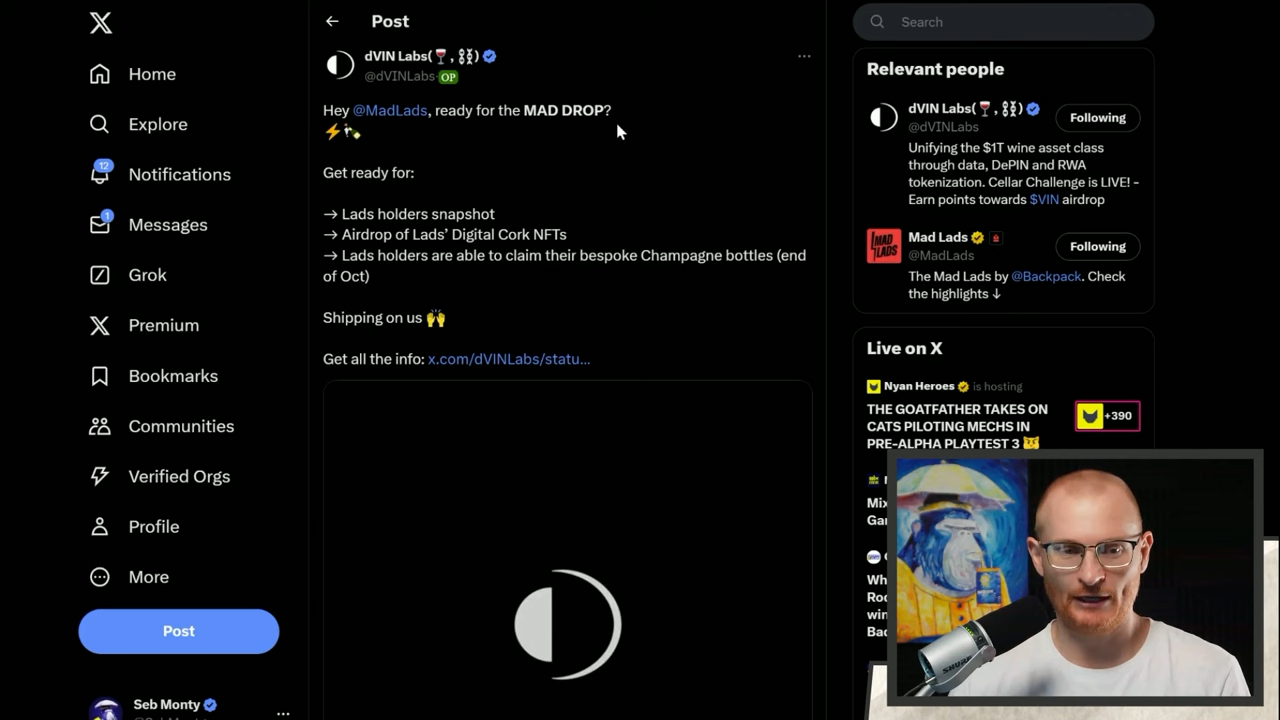 Post
Search
dVIN Labs(🍷, ⛓⛓) 
@dVINLabs OP
Hey @MadLads, ready for the MAD DROP?
⚡🍾
Get ready for:
→ Lads holders snapshot
→ Airdrop of Lads' Digital Cork NFTs
→ Lads holders are able to claim their bespoke Champagne bottles (end
of Oct)
Shipping on us 🙌
Get all the info: x.com/dVINLabs/statu...
Home
Explore
12
Notifications
1
Messages
Grok
Premium
Bookmarks
Communities
Verified Orgs
Profile
More
Post
Seb Monty
Relevant people
dVIN Labs(🍷, ⛓⛓)
@dVINLabs
Following
Unifying the $1T wine asset class
through data, DePIN and RWA
tokenization. Cellar Challenge is LIVE! -
Earn points towards $VIN airdrop
MAD
LADS
Mad Lads
@MadLads
Following
The Mad Lads by @Backpack. Check
the highlights ↓
Live on X
Nyan Heroes is hosting
THE GOATFATHER TAKES ON
CATS PILOTING MECHS IN
PRE-ALPHA PLAYTEST 3
+390
SHURE